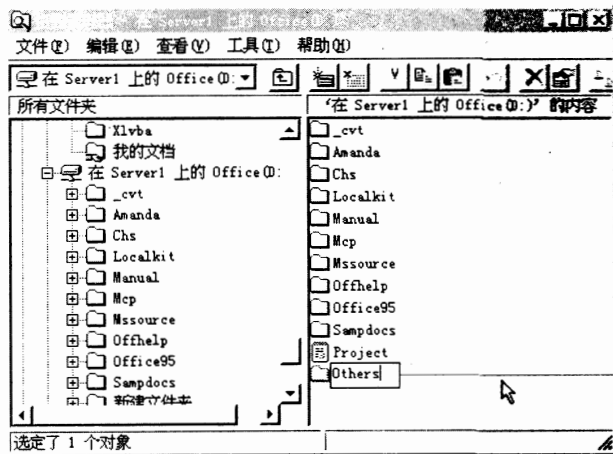 在 Server1 上的 Office
文件(F) 编辑(E) 查看(V) 工具(T) 帮助(H)
在 Server1 上的 Office(D:
所有文件夹
'在 Server1 上的 Office(D:)' 的内容
Xlvba
我的文档
在 Server1 上的 Office(D:
_cvt
Amanda
Chs
Localkit
Manual
Mcp
Mssource
Offhelp
Office95
Sampdocs
新建文件夹
_cvt
Amanda
Chs
Localkit
Manual
Mcp
Mssource
Offhelp
Office95
Sampdocs
Project
Others
选定了 1 个对象